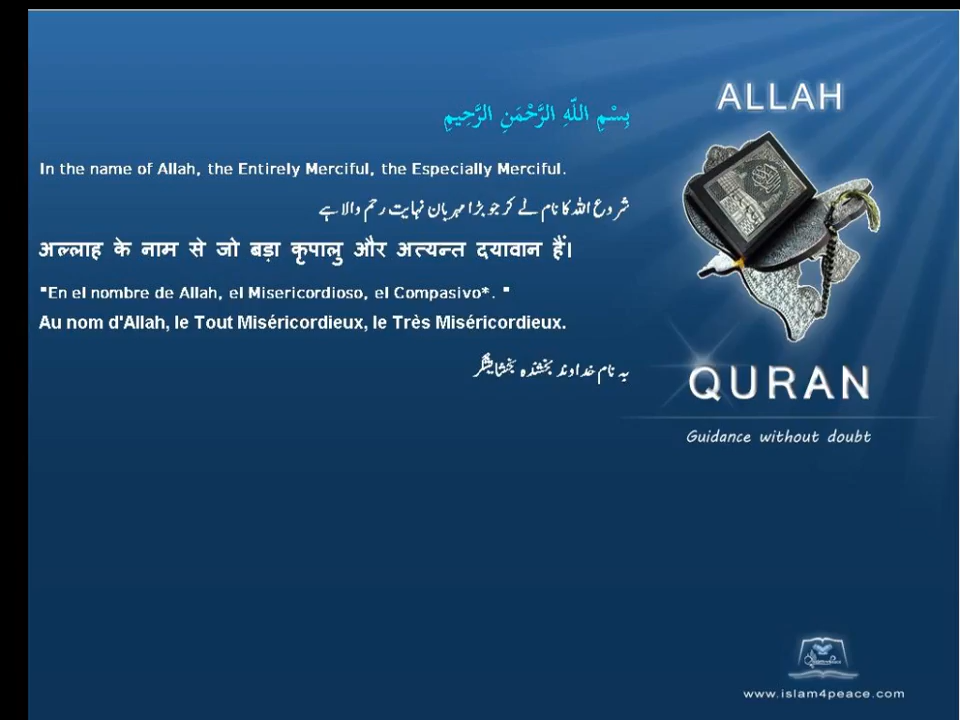 بِسْمِ اللَّهِ الرَّحْمَنِ الرَّحِيمِ
In the name of Allah, the Entirely Merciful, the Especially Merciful.
شروع الله کا نام لے کر جو بڑا مہربان نہایت رحم والا ہے
अल्लाह के नाम से जो बड़ा कृपालु और अत्यन्त दयावान हैं।
"En el nombre de Allah, el Misericordioso, el Compasivo*. "
Au nom d'Allah, le Tout Miséricordieux, le Très Miséricordieux.
به نام خداوند بخشنده بخشایشگر
ALLAH
QURAN
Guidance without doubt
www.islam4peace.com